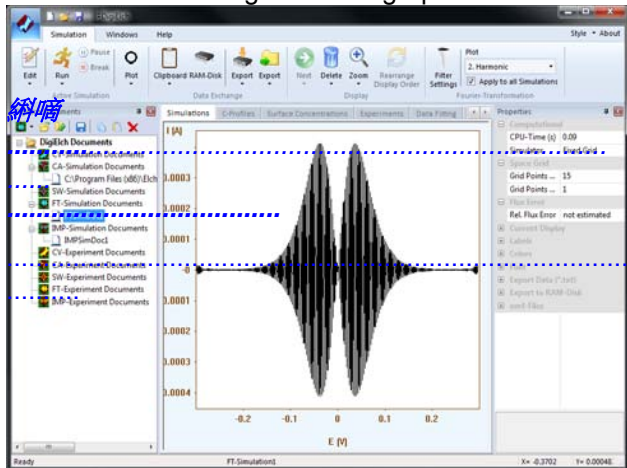 Simulation Windows Help Style About
Edit Run Pause Break Plot Clipboard RAM-Disk Export Export Next Delete Zoom Rearrange Display Order Filter Settings Plot 2. Harmonic Apply to all Simulations
Active Simulation Data Exchange Display Fourier-Transformation
Simulations C-Profiles Surface Concentrations Experiments Data Fitting Properties
DigiElch Documents
CV-Simulation Documents
CA-Simulation Documents
C:\Program Files (x86)\Elch
SW-Simulation Documents
FT-Simulation Documents
IMP-Simulation Documents
IMPSimDoc1
CV-Experiment Documents
CA-Experiment Documents
SW-Experiment Documents
FT-Experiment Documents
IMP-Experiment Documents
I [A]
0.0003
0.0002
0.0001
-0
0.0001
0.0002
0.0003
0.0004
-0.2 -0.1 0 0.1 0.2
E [V]
Computational
CPU-Time (s) 0.09
Simulates Fixed Grid
Space Grid
Grid Points ... 15
Grid Points ... 1
Flux Error
Rel. Flux Error not estimated
Current Display
Labels
Colors
Export Data (*.txt)
Export to RAM-Disk
emf-Files
Ready FT-Simulation1 X= -0.3702 Y= 0.00048